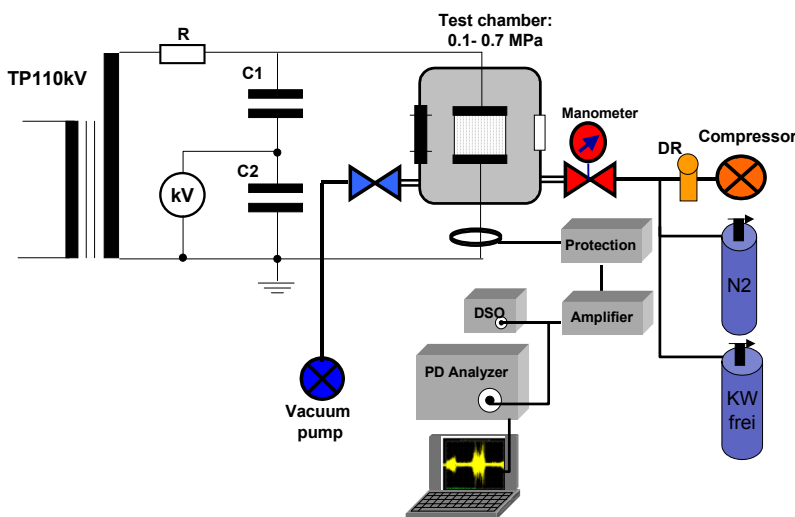 Test chamber:
0.1- 0.7 MPa
R
TP110kV
C1
Manometer
Compressor
DR
C2
kV
Protection
N2
DSO
Amplifier
PD Analyzer
Vacuum
pump
KW
frei